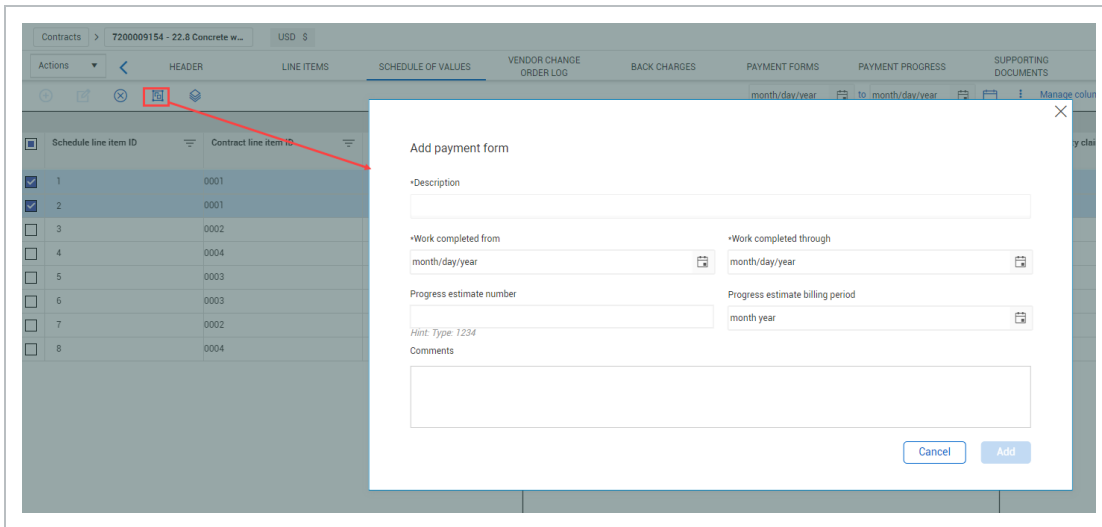 Contracts > 7200009154 - 22.8 Concrete w... USD $
Actions HEADER LINE ITEMS SCHEDULE OF VALUES VENDOR CHANGE ORDER LOG BACK CHARGES PAYMENT FORMS PAYMENT PROGRESS SUPPORTING DOCUMENTS
month/day/year to month/day/year Manage colum
Schedule line item ID Contract line item ID
1 0001
2 0001
3 0002
4 0004
5 0003
6 0003
7 0002
8 0004
Add payment form
*Description
*Work completed from *Work completed through
month/day/year month/day/year
Progress estimate number Progress estimate billing period
month year
Hint: Type: 1234
Comments
Cancel Add